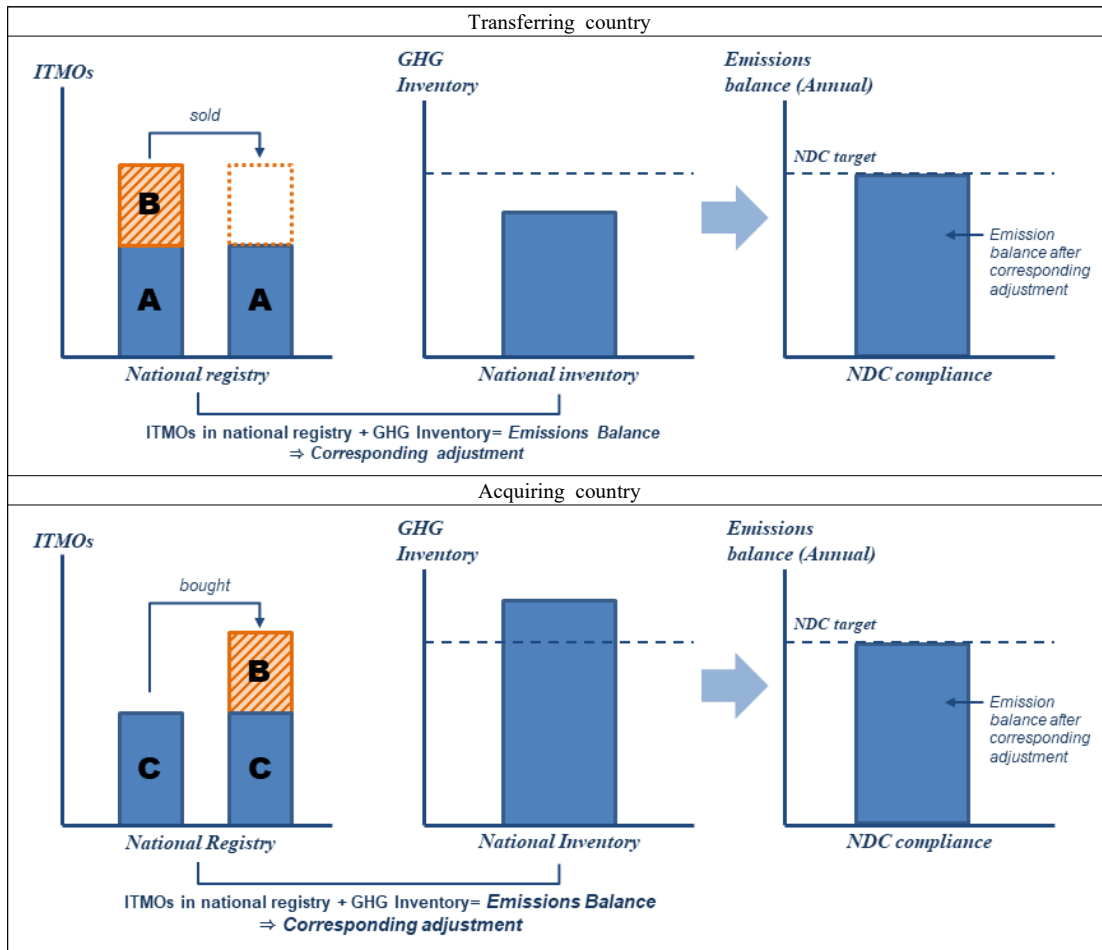 Transferring country
ITMOs
sold
B
A
A
National registry
GHG
Inventory
National inventory
Emissions
balance (Annual)
NDC target
Emission
balance after
corresponding
adjustment
NDC compliance
ITMOs in national registry + GHG Inventory= Emissions Balance
⇒ Corresponding adjustment
Acquiring country
ITMOs
bought
B
C
C
National Registry
GHG
Inventory
National Inventory
Emissions
balance (Annual)
NDC target
Emission
balance after
corresponding
adjustment
NDC compliance
ITMOs in national registry + GHG Inventory= Emissions Balance
⇒ Corresponding adjustment